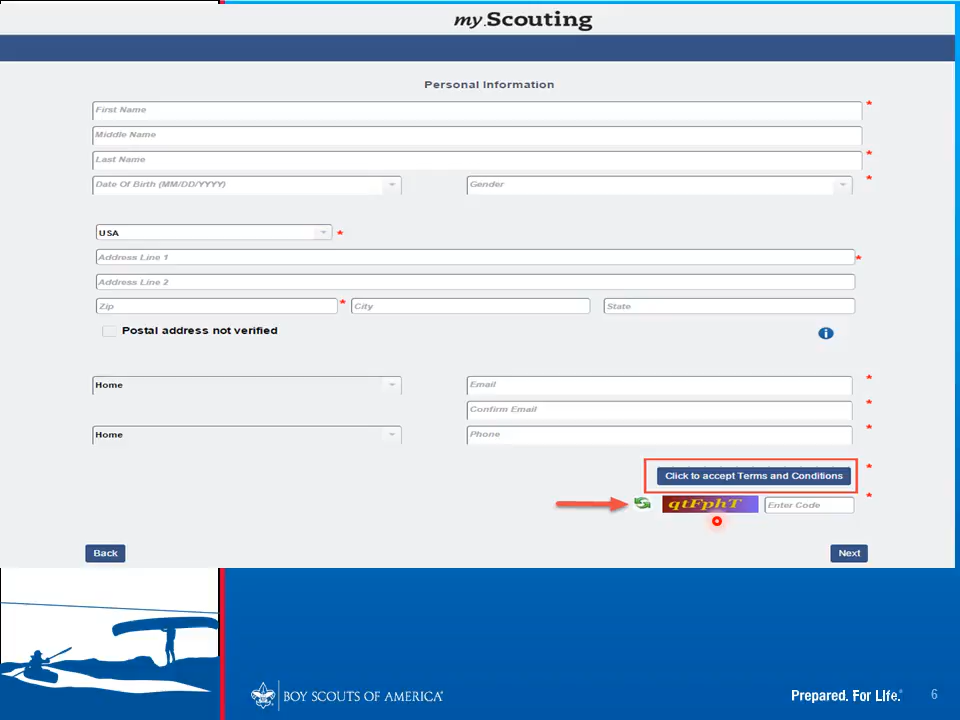 my.Scouting
Personal Information
First Name *
Middle Name
Last Name *
Date Of Birth (MM/DD/YYYY) Gender *
USA *
Address Line 1 *
Address Line 2
Zip * City State
Postal address not verified
Home Email *
Confirm Email *
Home Phone *
Click to accept Terms and Conditions *
qtFphT Enter Code *
Back Next
BOY SCOUTS OF AMERICA®
Prepared. For Life.® 6